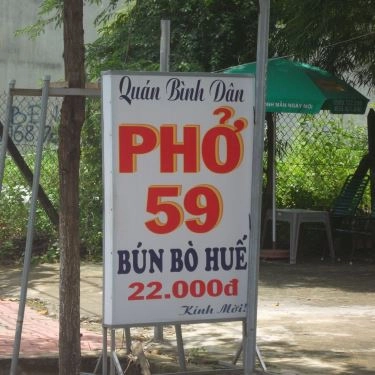 Quán Bình Dân
PHỞ
59
BÚN BÒ HUẾ
22.000đ
Kính Mời!